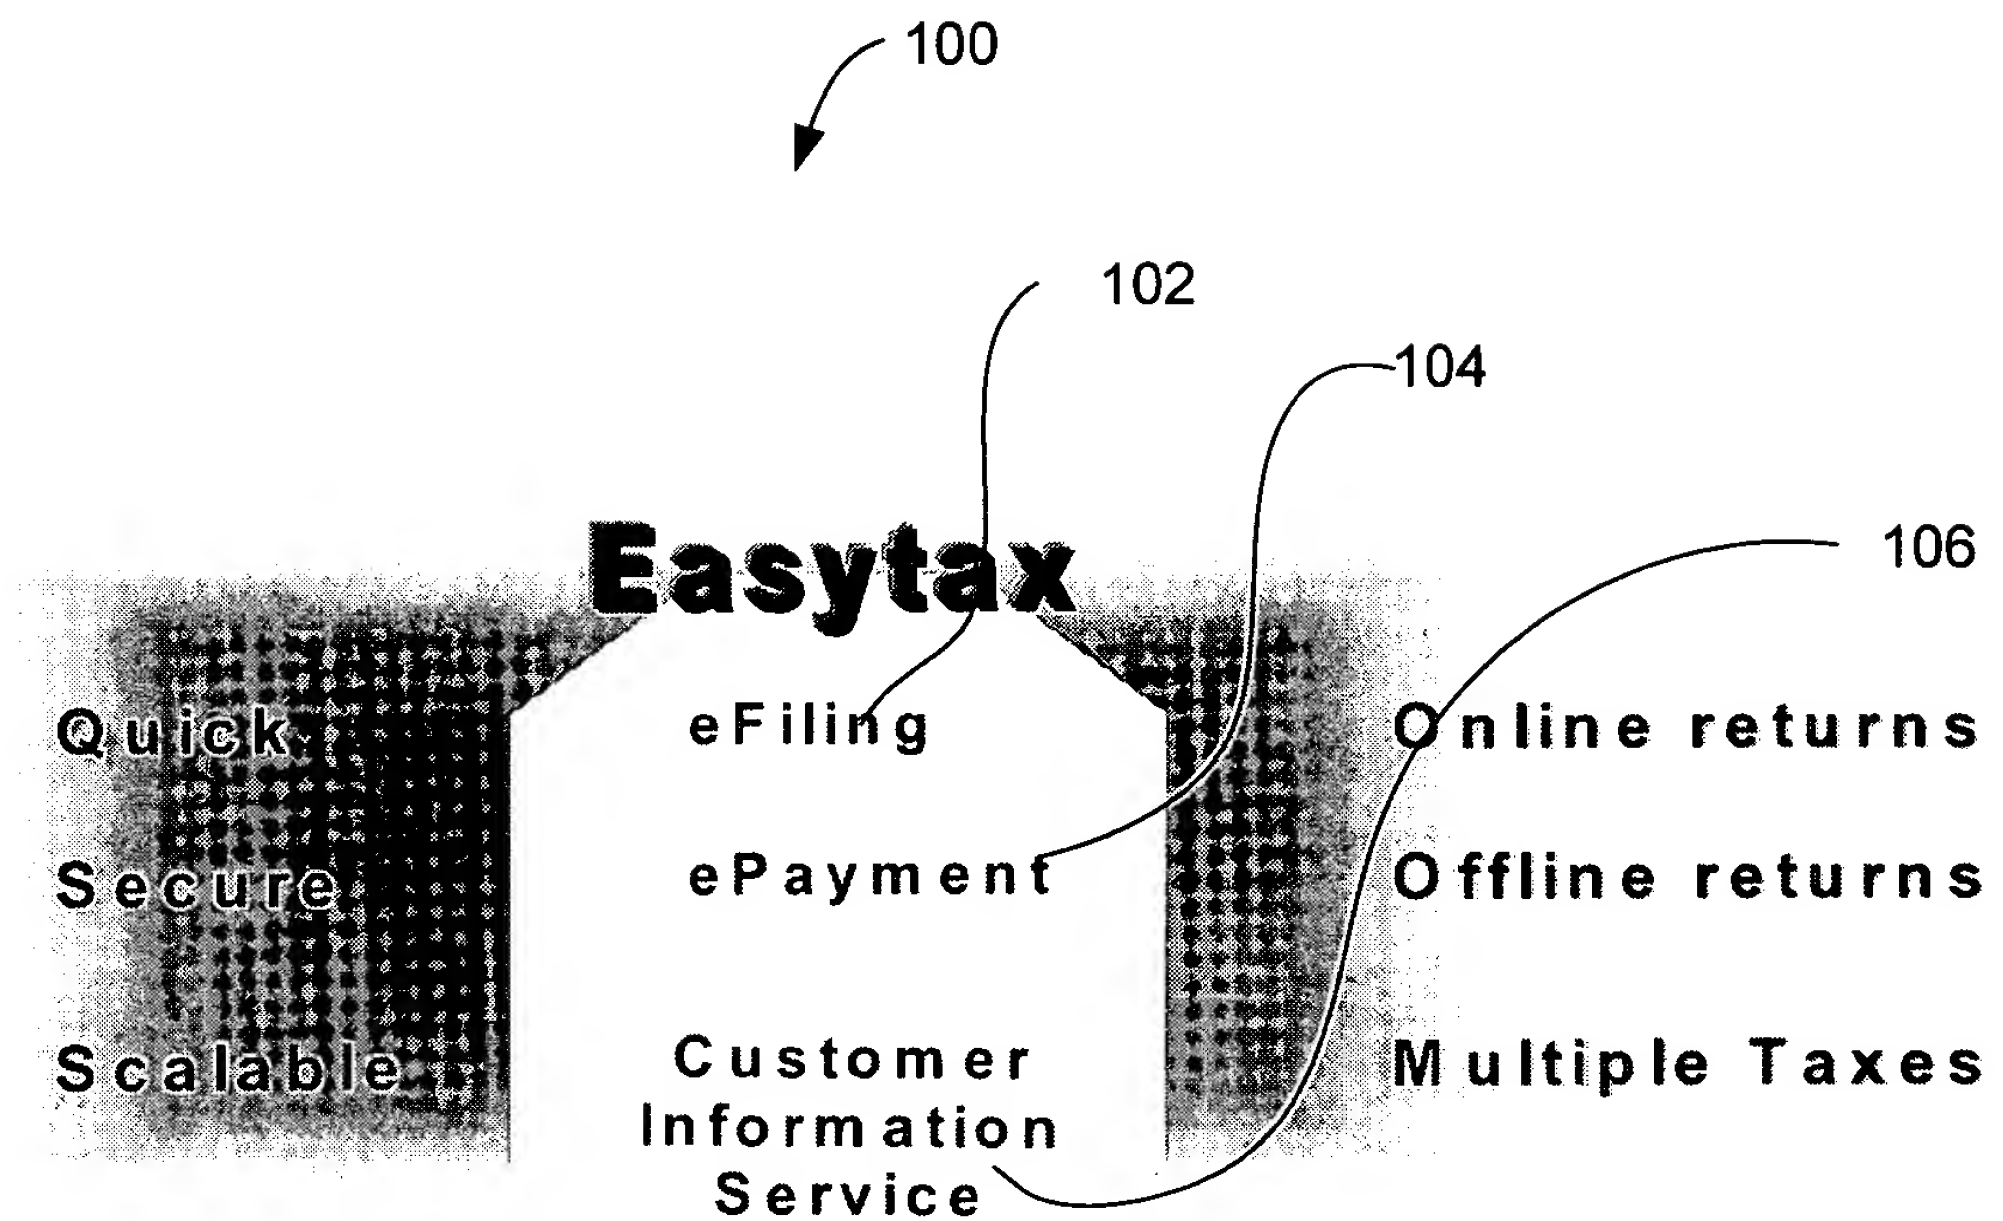 100
102
104
106
Easytax
Quick eFiling Online returns
Secure ePayment Offline returns
Scalable Customer Information Service Multiple Taxes